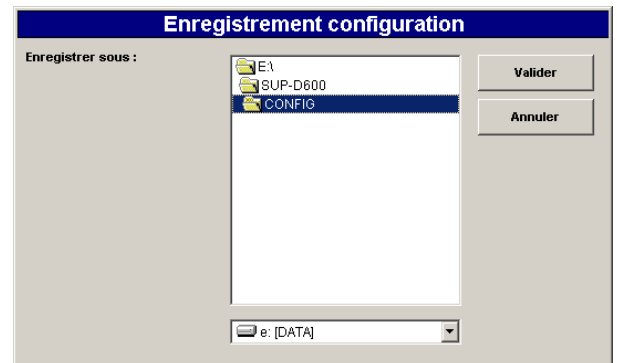 Enregistrement configuration
Enregistrer sous :
E:\
SUP-D600
CONFIG
Valider
Annuler
e: [DATA]